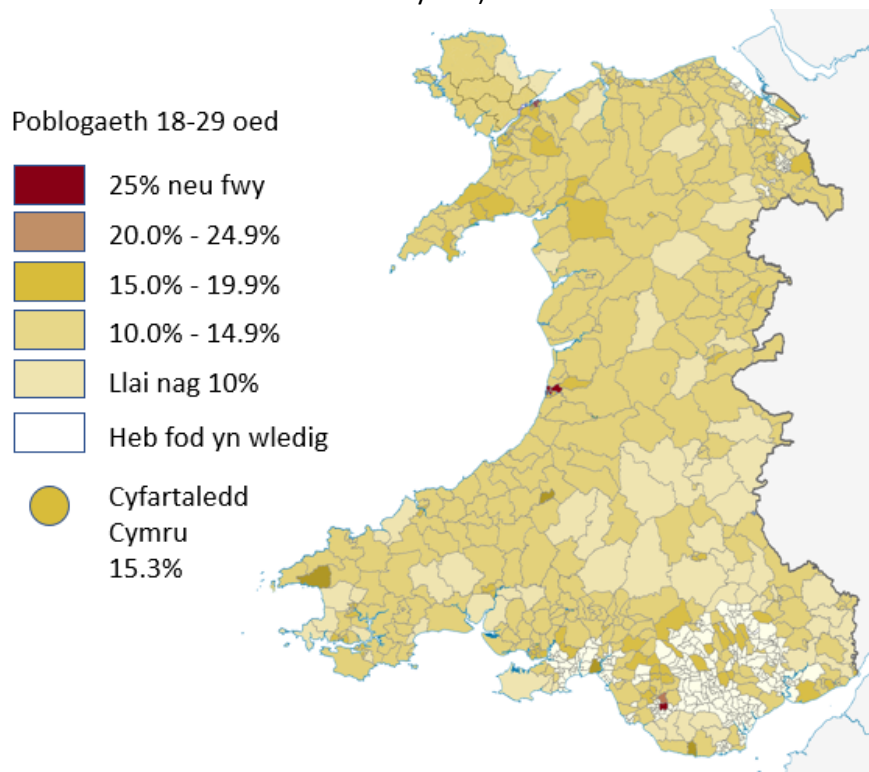 Poblogaeth 18-29 oed
25% neu fwy
20.0% - 24.9%
15.0% - 19.9%
10.0% - 14.9%
Llai nag 10%
Heb fod yn wledig
Cyfartaledd
Cymru
15.3%